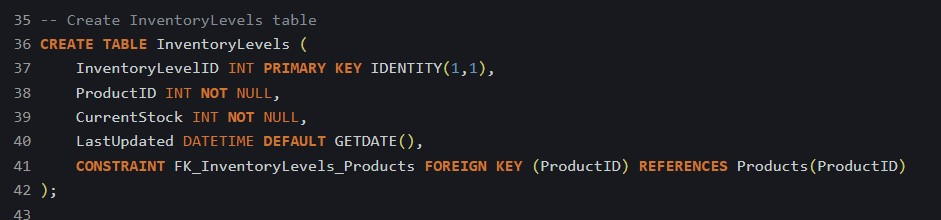 35 -- Create InventoryLevels table
36 CREATE TABLE InventoryLevels (
37     InventoryLevelID INT PRIMARY KEY IDENTITY(1,1),
38     ProductID INT NOT NULL,
39     CurrentStock INT NOT NULL,
40     LastUpdated DATETIME DEFAULT GETDATE(),
41     CONSTRAINT FK_InventoryLevels_Products FOREIGN KEY (ProductID) REFERENCES Products(ProductID)
42 );
43